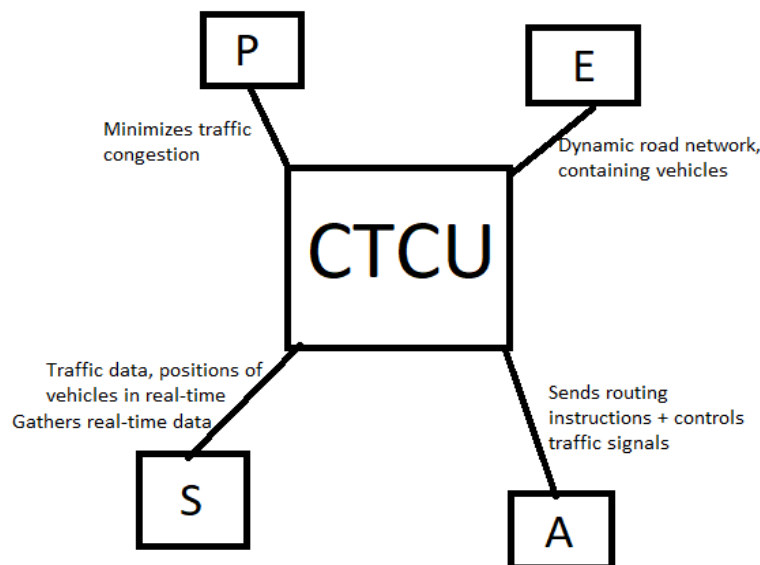 P
E
Minimizes traffic
congestion
Dynamic road network,
containing vehicles
CTCU
Traffic data, positions of
vehicles in real-time
Gathers real-time data
Sends routing
instructions + controls
traffic signals
S
A